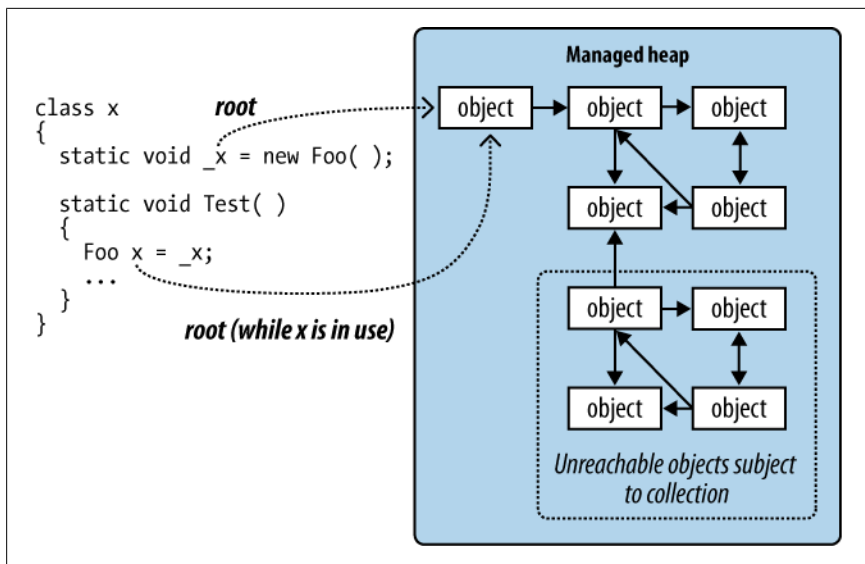 Managed heap
class x
{
static void _x = new Foo( );
static void Test( )
{
Foo x = _x;
...
}
}
root
root (while x is in use)
object object object
object object
object object
object object
Unreachable objects subject
to collection